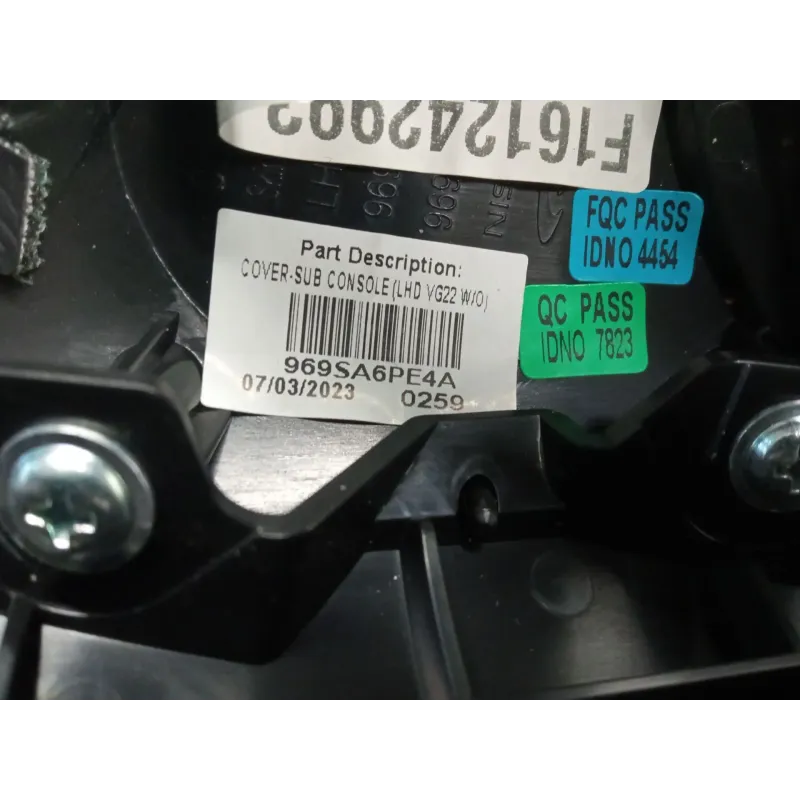 F161242992
FQC PASS
IDNO 4454
Part Description:
COVER-SUB CONSOLE(LHD VG22 W/O)
969SA6PE4A
07/03/2023 0259
QC PASS
IDNO 7823